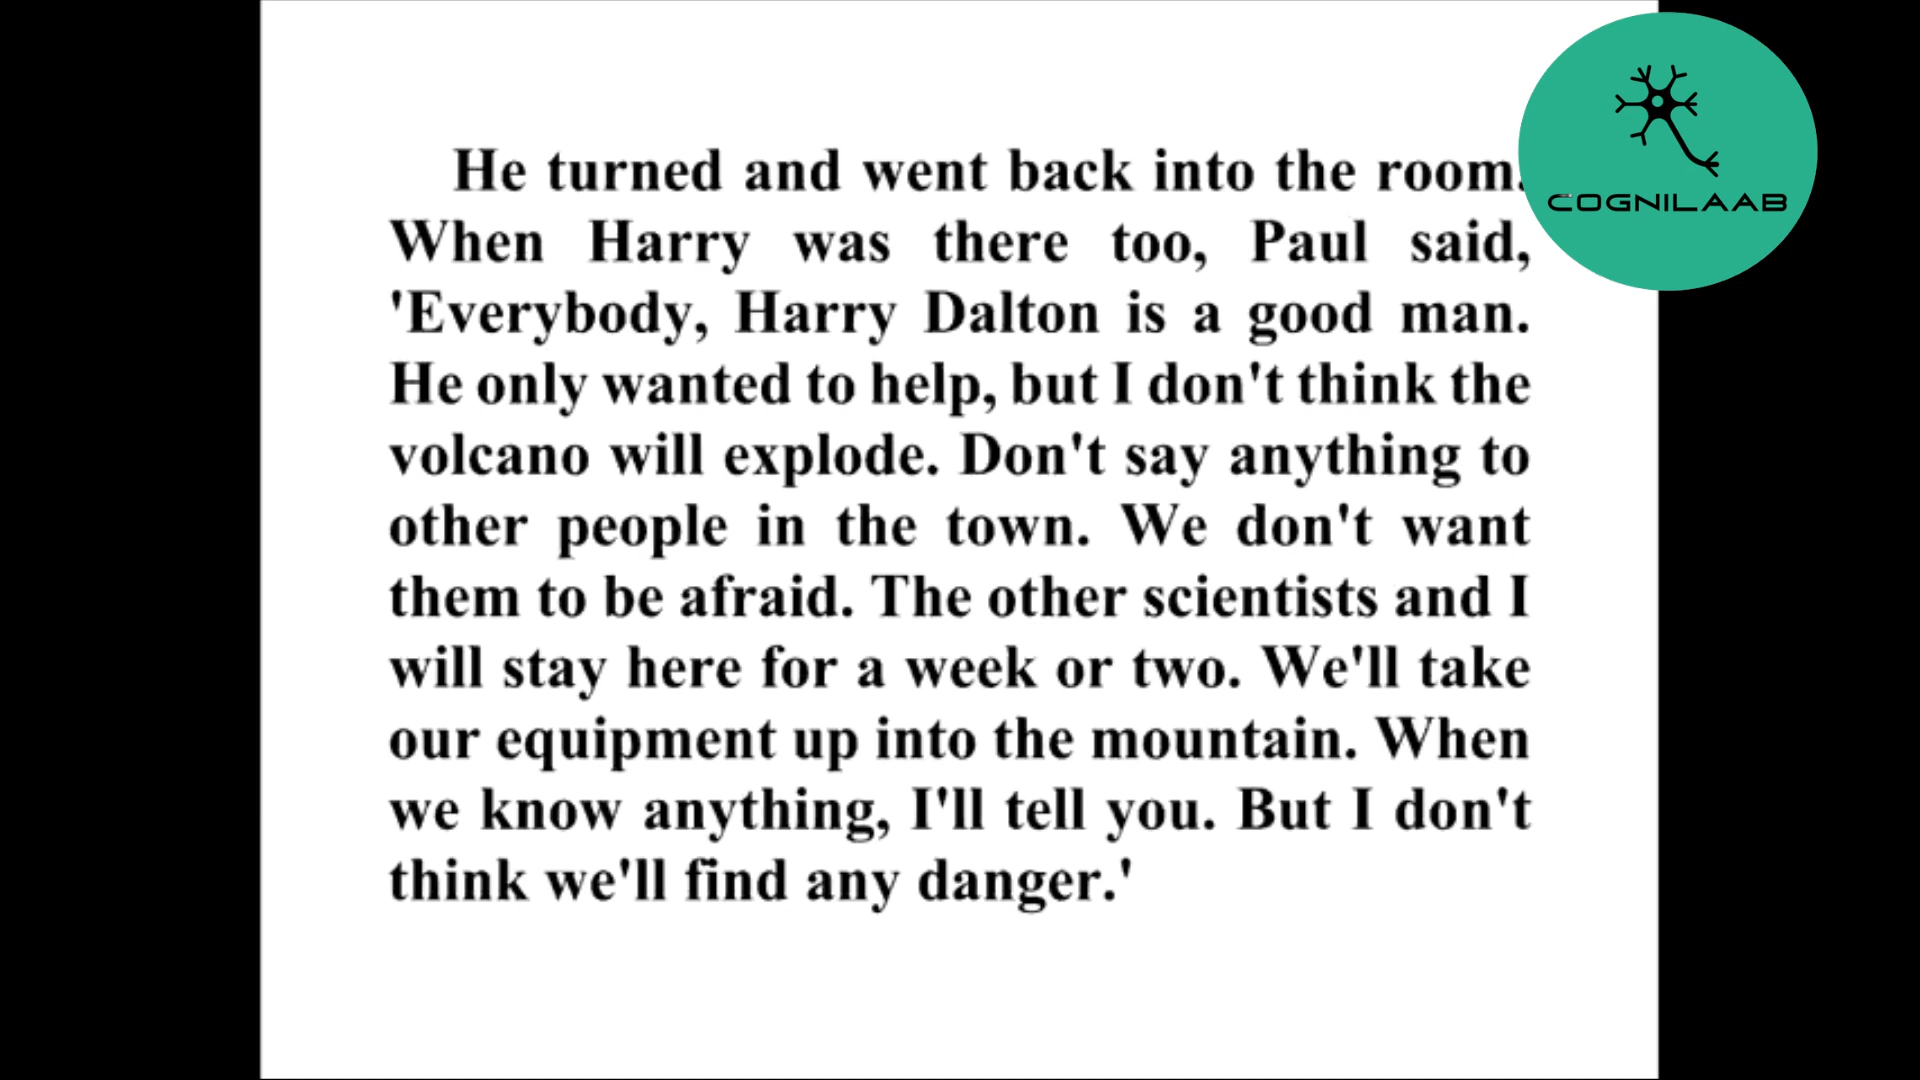 He turned and went back into the room.
When Harry was there too, Paul said,
'Everybody, Harry Dalton is a good man.
He only wanted to help, but I don't think the
volcano will explode. Don't say anything to
other people in the town. We don't want
them to be afraid. The other scientists and I
will stay here for a week or two. We'll take
our equipment up into the mountain. When
we know anything, I'll tell you. But I don't
think we'll find any danger.'
COGNILAAB